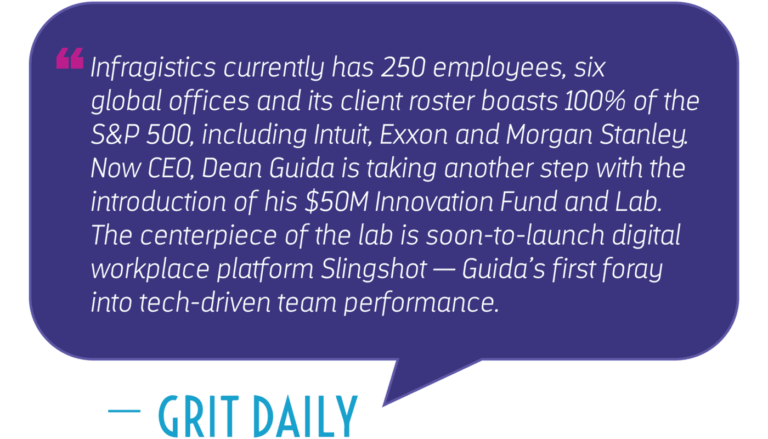 ❝ Infragistics currently has 250 employees, six
global offices and its client roster boasts 100% of the
S&P 500, including Intuit, Exxon and Morgan Stanley.
Now CEO, Dean Guida is taking another step with the
introduction of his $50M Innovation Fund and Lab.
The centerpiece of the lab is soon-to-launch digital
workplace platform Slingshot — Guida’s first foray
into tech-driven team performance.
— GRIT DAILY